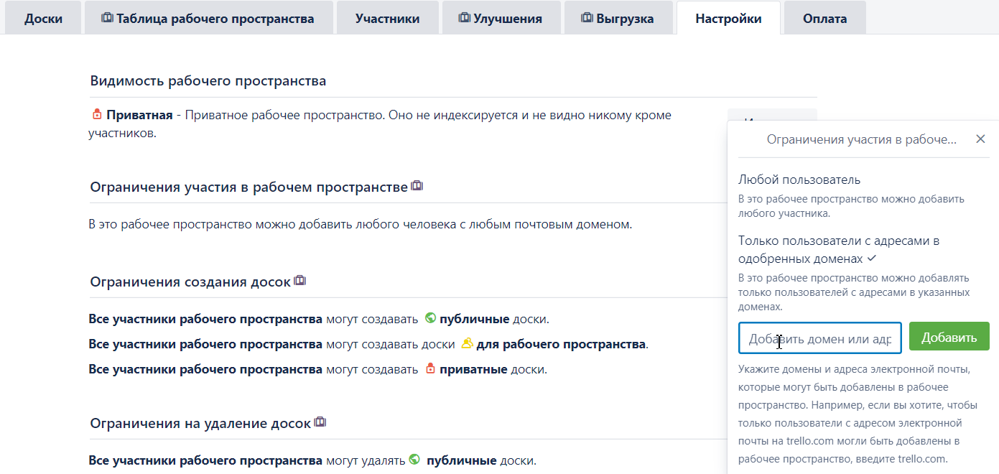 Доски
Таблица рабочего пространства
Участники
Улучшения
Выгрузка
Настройки
Оплата
Видимость рабочего пространства
Приватная - Приватное рабочее пространство. Оно не индексируется и не видно никому кроме
участников.
Ограничения участия в рабочем пространстве
В это рабочее пространство можно добавить любого человека с любым почтовым доменом.
Ограничения создания досок
Все участники рабочего пространства могут создавать публичные доски.
Все участники рабочего пространства могут создавать доски для рабочего пространства.
Все участники рабочего пространства могут создавать приватные доски.
Ограничения на удаление досок
Все участники рабочего пространства могут удалять публичные доски.
Ограничения участия в рабоче...
Любой пользователь
В это рабочее пространство можно добавить
любого участника.
Только пользователи с адресами в
одобренных доменах
В это рабочее пространство можно добавлять
только пользователей с адресами в указанных
доменах.
Добавить домен или адр
Добавить
Укажите домены и адреса электронной почты,
которые могут быть добавлены в рабочее
пространство. Например, если вы хотите, чтобы
только пользователи с адресом электронной
почты на trello.com могли быть добавлены в
рабочее пространство, введите trello.com.